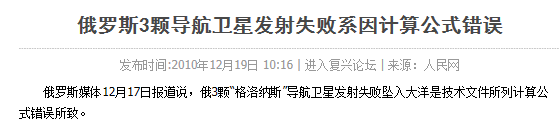 俄罗斯3颗导航卫星发射失败系因计算公式错误
发布时间:2010年12月19日 10:16 | 进入复兴论坛 | 来源：人民网
俄罗斯媒体12月17日报道说，俄3颗“格洛纳斯”导航卫星发射失败坠入大洋是技术文件所列计算公
式错误所致。